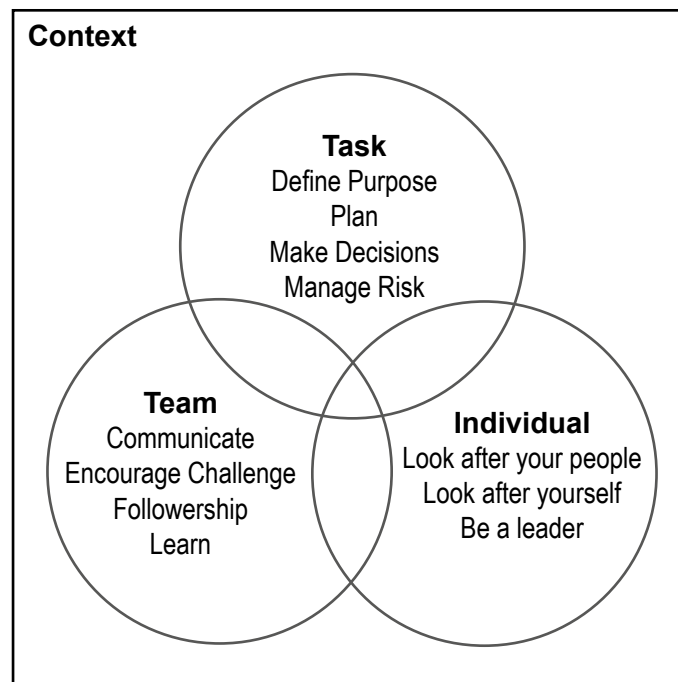 Context
Task
Define Purpose
Plan
Make Decisions
Manage Risk
Team
Communicate
Encourage Challenge
Followership
Learn
Individual
Look after your people
Look after yourself
Be a leader